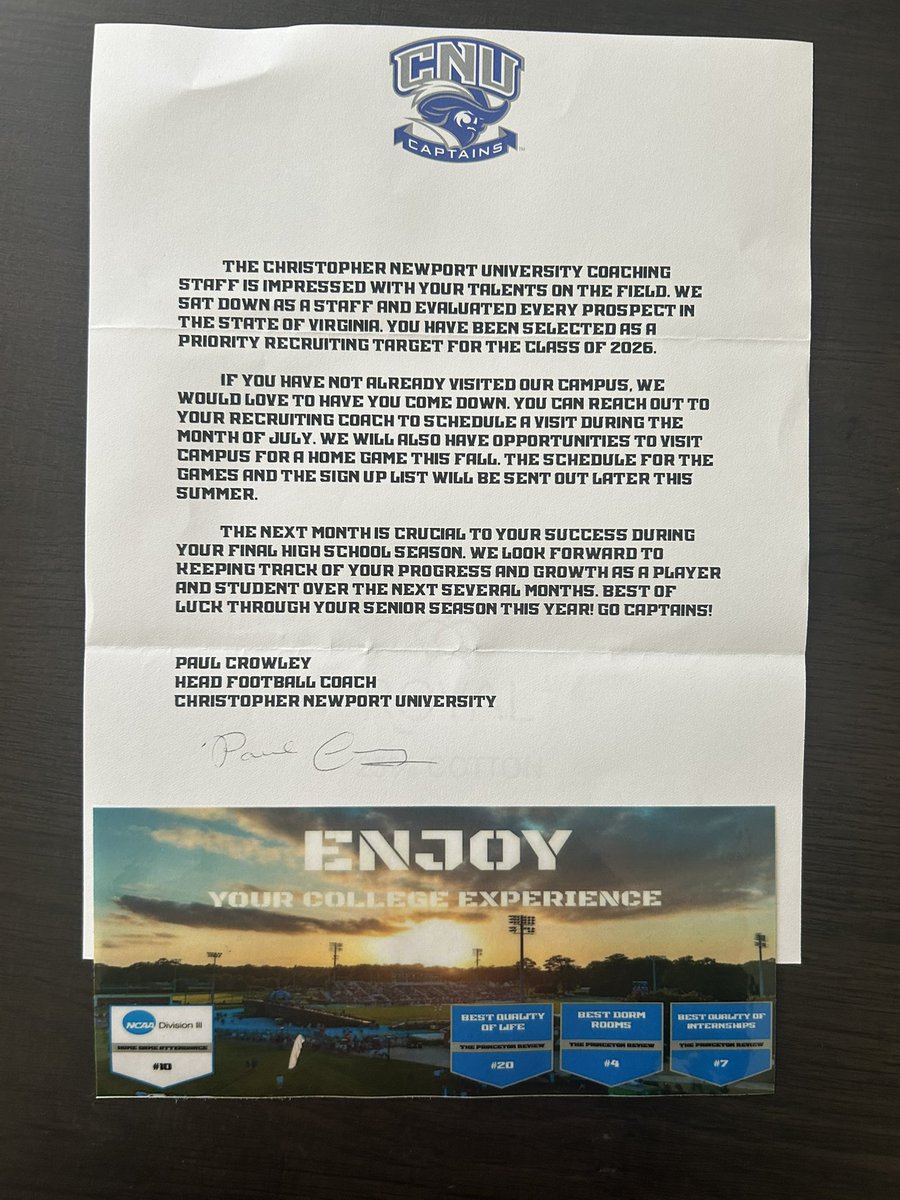 CNU
CAPTAINS
THE CHRISTOPHER NEWPORT UNIVERSITY COACHING
STAFF IS IMPRESSED WITH YOUR TALENTS ON THE FIELD. WE
SAT DOWN AS A STAFF AND EVALUATED EVERY PROSPECT IN
THE STATE OF VIRGINIA. YOU HAVE BEEN SELECTED AS A
PRIORITY RECRUITING TARGET FOR THE CLASS OF 2026.
IF YOU HAVE NOT ALREADY VISITED OUR CAMPUS, WE
WOULD LOVE TO HAVE YOU COME DOWN. YOU CAN REACH OUT TO
YOUR RECRUITING COACH TO SCHEDULE A VISIT DURING THE
MONTH OF JULY. WE WILL ALSO HAVE OPPORTUNITIES TO VISIT
CAMPUS FOR A HOME GAME THIS FALL. THE SCHEDULE FOR THE
GAMES AND THE SIGN UP LIST WILL BE SENT OUT LATER THIS
SUMMER.
THE NEXT MONTH IS CRUCIAL TO YOUR SUCCESS DURING
YOUR FINAL HIGH SCHOOL SEASON. WE LOOK FORWARD TO
KEEPING TRACK OF YOUR PROGRESS AND GROWTH AS A PLAYER
AND STUDENT OVER THE NEXT SEVERAL MONTHS. BEST OF
LUCK THROUGH YOUR SENIOR SEASON THIS YEAR! GO CAPTAINS!
PAUL CROWLEY
HEAD FOOTBALL COACH
CHRISTOPHER NEWPORT UNIVERSITY
Paul
ENJOY
YOUR COLLEGE EXPERIENCE
NCAA Division III
HOME GAME ATTENDANCE
#10
BEST QUALITY
OF LIFE
THE PRINCETON REVIEW
#20
BEST DORM
ROOMS
THE PRINCETON REVIEW
#4
BEST QUALITY OF
INTERNSHIPS
THE PRINCETON REVIEW
#7